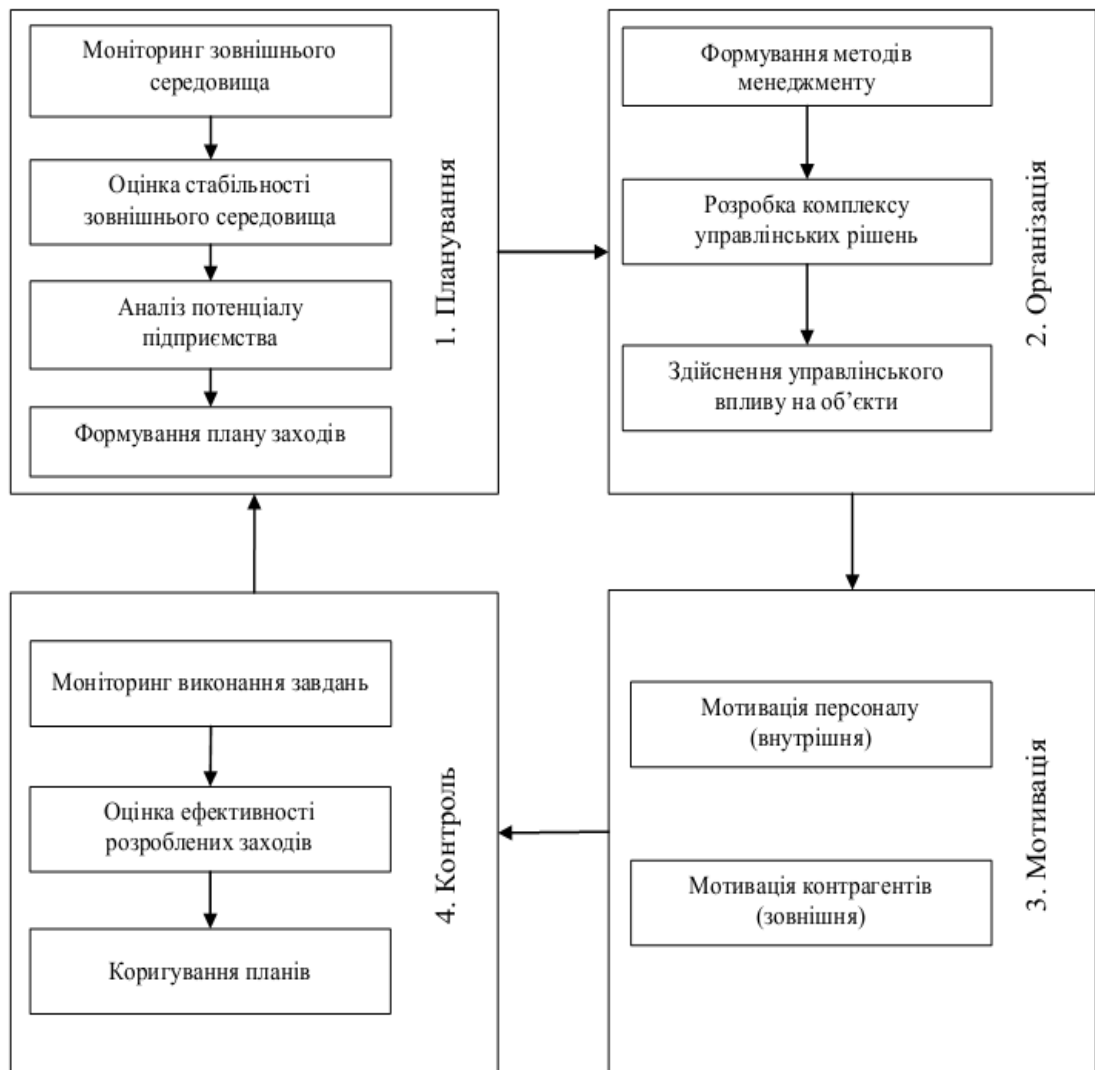 Моніторинг зовнішнього
середовища
Оцінка стабільності
зовнішнього середовища
Аналіз потенціалу
підприємства
Формування плану заходів
1. Планування
Формування методів
менеджменту
Розробка комплексу
управлінських рішень
Здійснення управлінського
впливу на об’єкти
2. Організація
Мотивація персоналу
(внутрішня)
Мотивація контрагентів
(зовнішня)
3. Мотивація
Моніторинг виконання завдань
Оцінка ефективності
розроблених заходів
Коригування планів
4. Контроль